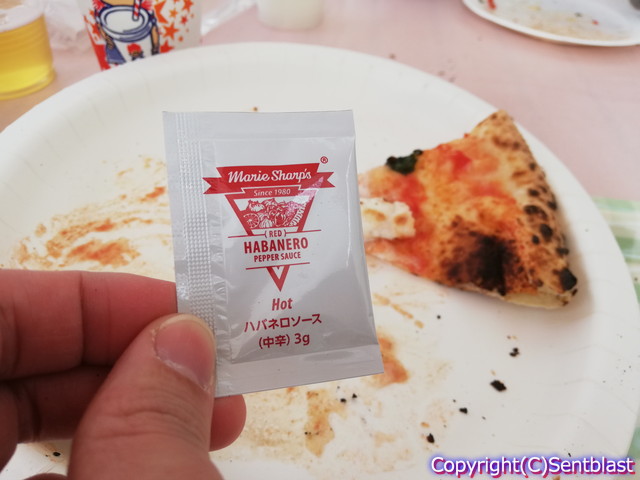 Marie Sharp's®
Since 1980
RED
HABANERO
PEPPER SAUCE
Hot
ハバネロソース
(中辛) 3g
Copyright(C)Sentblast